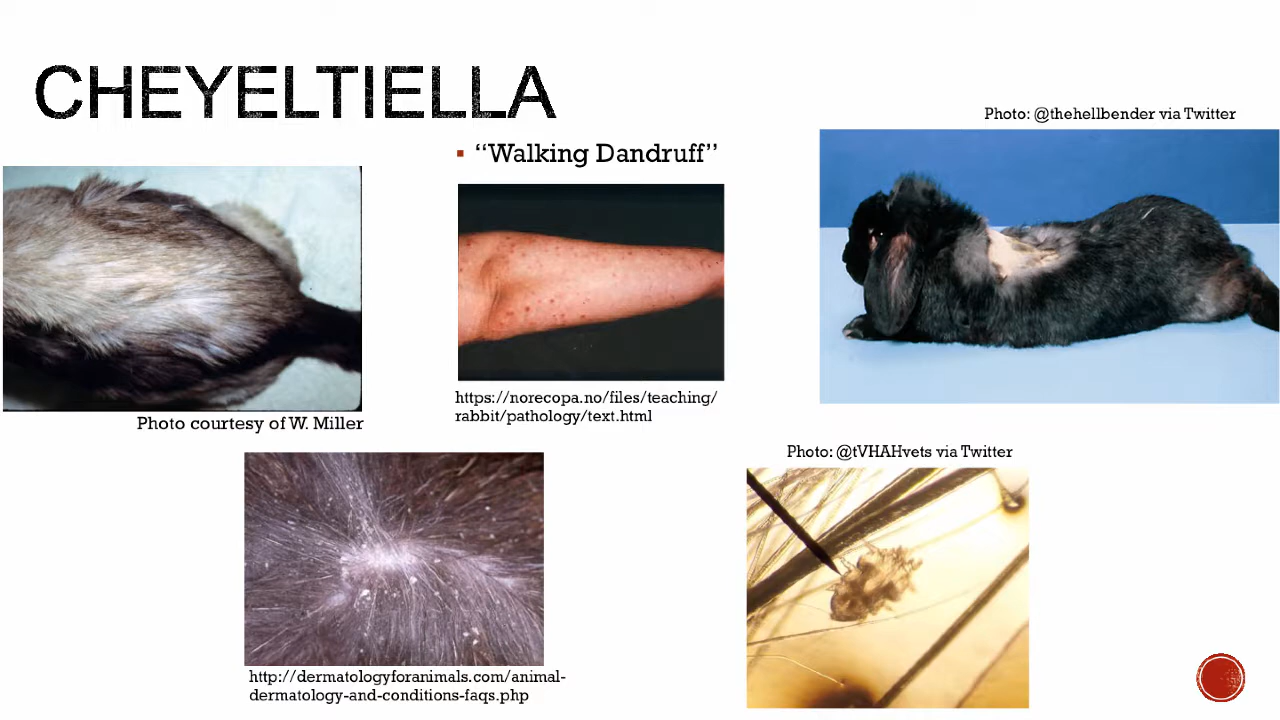 CHEYELTIELLA
Photo: @thehellbender via Twitter
▪ “Walking Dandruff”
https://norecopa.no/files/teaching/
rabbit/pathology/text.html
Photo courtesy of W. Miller
Photo: @tVHAHvets via Twitter
http://dermatologyforanimals.com/animal-
dermatology-and-conditions-faqs.php